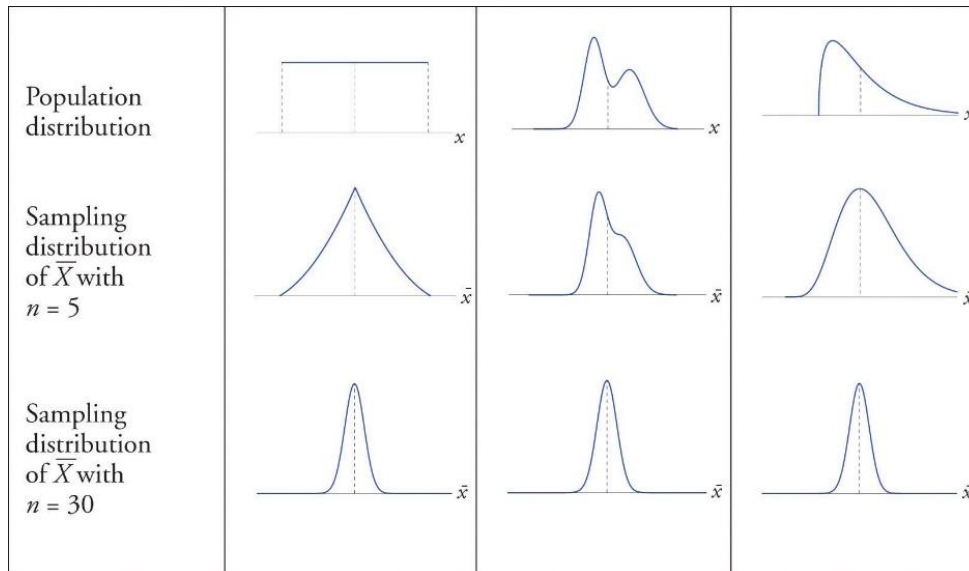 Population
distribution
x
x
x
Sampling
distribution
of X̄ with
n = 5
x̄
x̄
x̄
Sampling
distribution
of X̄ with
n = 30
x̄
x̄
x̄